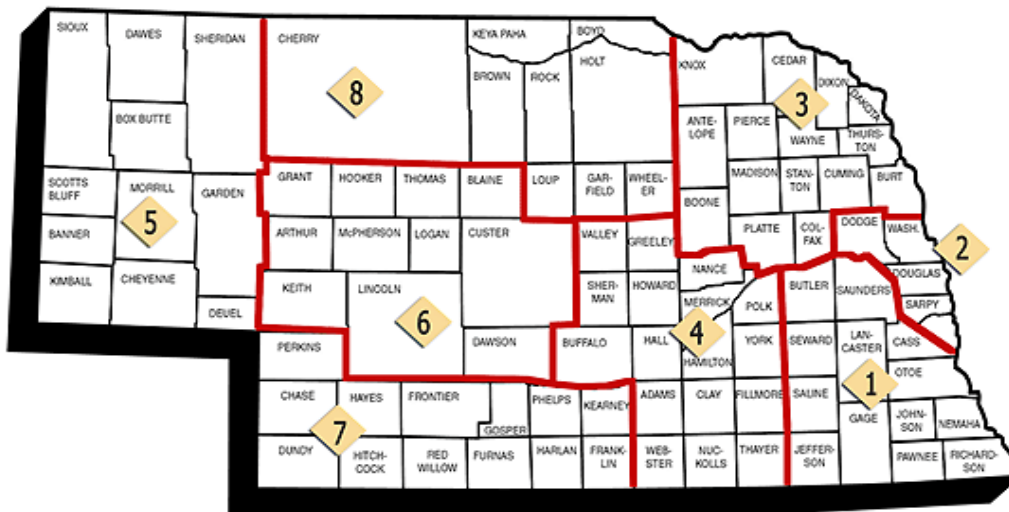 SIOUX
DAWES
SHERIDAN
CHERRY
KEYA PAHA
BOYD
KNOX
CEDAR
DIXON
DAKOTA
BROWN
ROCK
HOLT
8
3
BOX BUTTE
ANTE-
LOPE
PIERCE
WAYNE
THURS-
TON
SCOTTS
BLUFF
MORRILL
GARDEN
GRANT
HOOKER
THOMAS
BLAINE
LOUP
GAR-
FIELD
WHEEL-
ER
BOONE
MADISON
STAN-
TON
CUMING
BURT
5
BANNER
ARTHUR
McPHERSON
LOGAN
CUSTER
VALLEY
GREELEY
PLATTE
COL-
FAX
DODGE
WASH.
2
KIMBALL
CHEYENNE
DEUEL
KEITH
LINCOLN
SHER-
MAN
HOWARD
NANCE
MERRICK
POLK
BUTLER
SAUNDERS
DOUGLAS
SARPY
6
4
PERKINS
DAWSON
BUFFALO
HALL
HAMILTON
YORK
SEWARD
LAN-
CASTER
CASS
OTOE
1
CHASE
HAYES
FRONTIER
GOSPER
PHELPS
KEARNEY
ADAMS
CLAY
FILLMORE
SALINE
GAGE
JOHN-
SON
NEMAHA
7
DUNDY
HITCH-
COCK
RED
WILLOW
FURNAS
HARLAN
FRANK-
LIN
WEB-
STER
NUC-
KOLLS
THAYER
JEFFER-
SON
PAWNEE
RICHARD-
SON